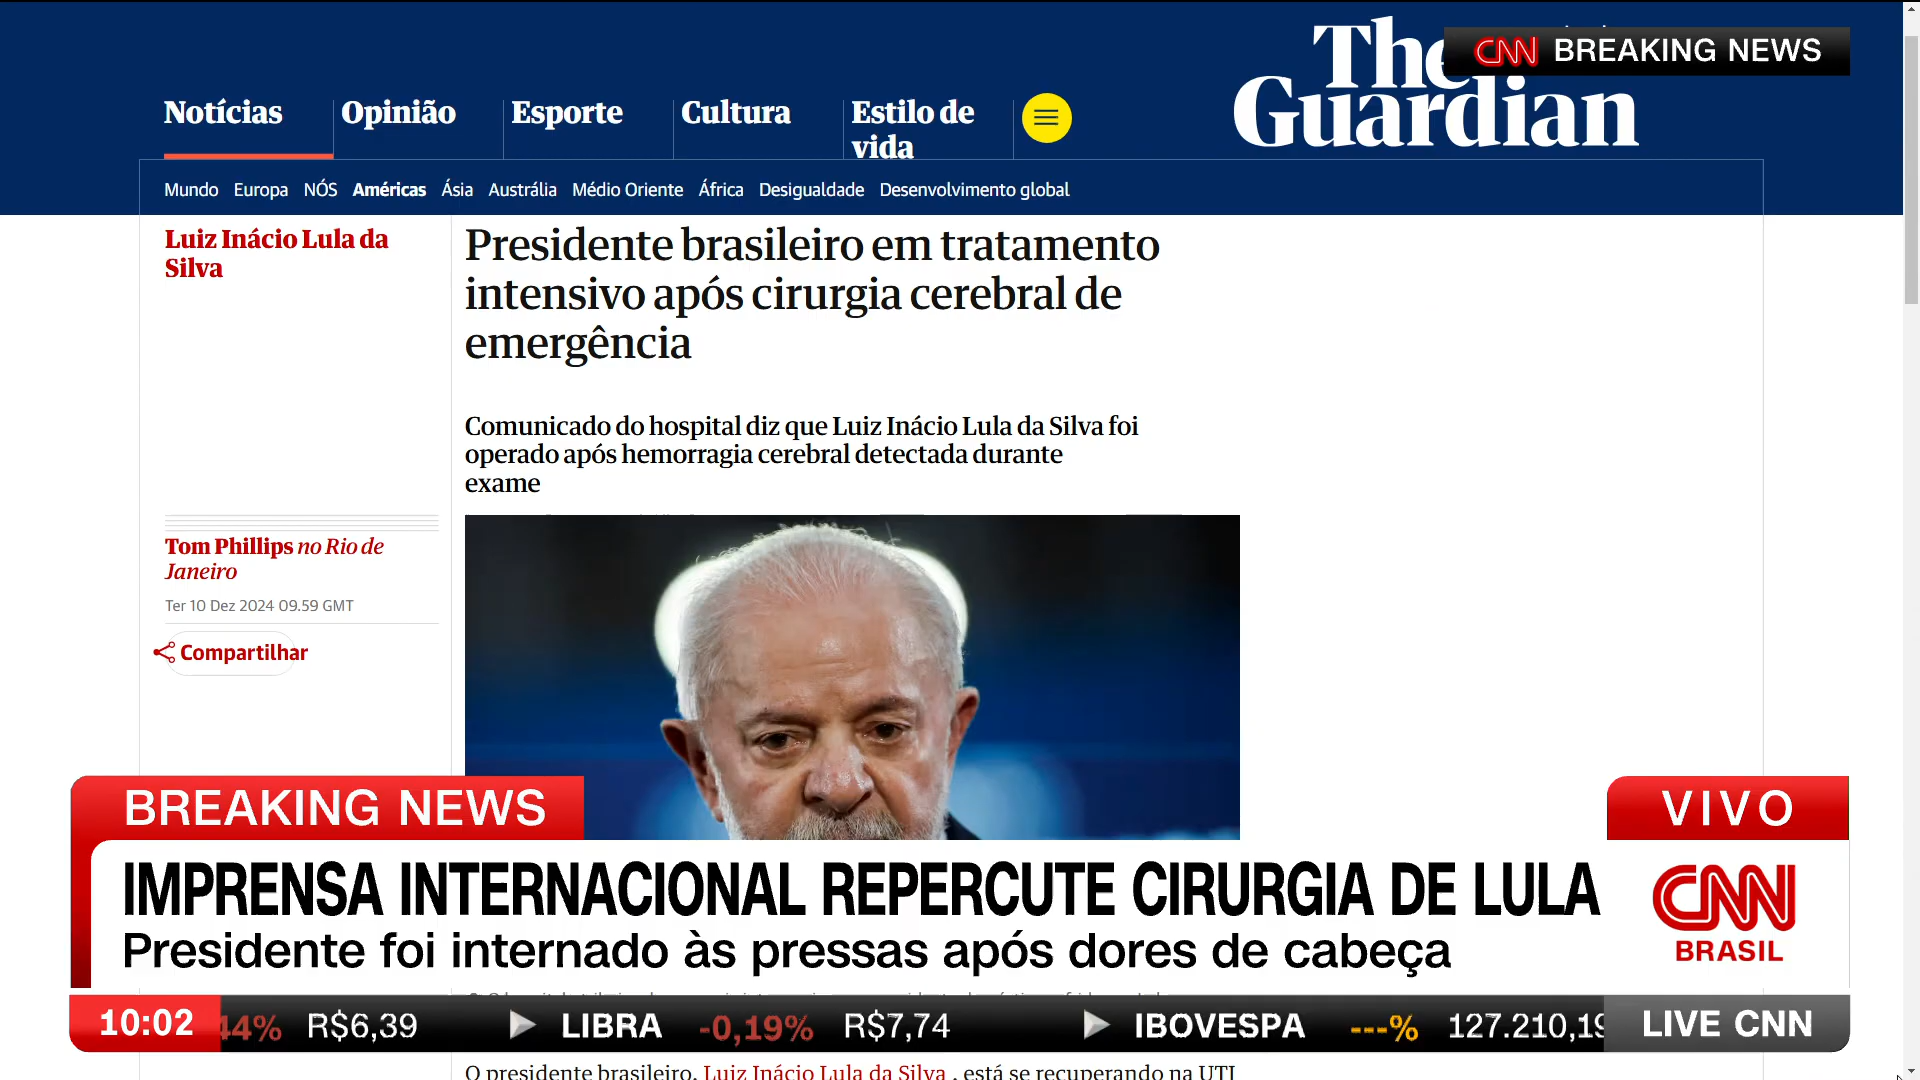 The
Guardian
CNN BREAKING NEWS
Notícias
Opinião
Esporte
Cultura
Estilo de
vida
Mundo Europa NÓS Américas Ásia Austrália Médio Oriente África Desigualdade Desenvolvimento global
Luiz Inácio Lula da
Silva
Presidente brasileiro em tratamento
intensivo após cirurgia cerebral de
emergência
Comunicado do hospital diz que Luiz Inácio Lula da Silva foi
operado após hemorragia cerebral detectada durante
exame
Tom Phillips no Rio de
Janeiro
Ter 10 Dez 2024 09.59 GMT
Compartilhar
BREAKING NEWS
VIVO
IMPRENSA INTERNACIONAL REPERCUTE CIRURGIA DE LULA
Presidente foi internado às pressas após dores de cabeça
CNN
BRASIL
10:02 44% R$6,39 LIBRA -0,19% R$7,74 IBOVESPA ---% 127.210,19 LIVE CNN
O presidente brasileiro, Luiz Inácio Lula da Silva , está se recuperando na UTI